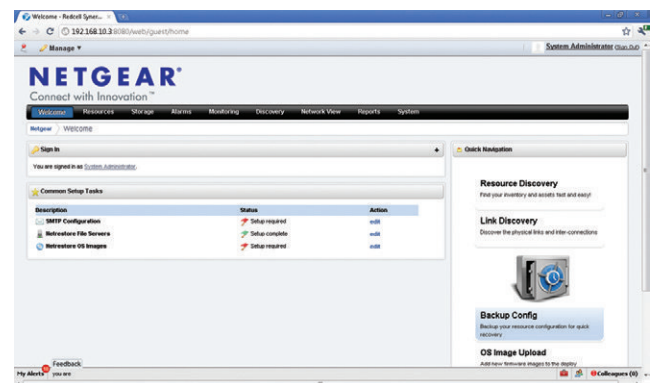 Welcome - Redcell Syner...
192.168.10.3:8080/web/guest/home
Manage
System Administrator (Sign Out)
NETGEAR®
Connect with Innovation™
Welcome Resources Storage Alarms Monitoring Discovery Network View Reports System
Netgear Welcome
Sign In
You are signed in as System Administrator.
Common Setup Tasks
Description Status Action
SMTP Configuration Setup required edit
Netrestore File Servers Setup complete edit
Netrestore OS Images Setup required edit
Quick Navigation
Resource Discovery
Find your inventory and assets fast and easy!
Link Discovery
Discover the physical links and inter-connections
Backup Config
Backup your resource configuration for quick
recovery
OS Image Upload
Add new firmware images to the deploy
Feedback
My Alerts you are
Colleagues (0)